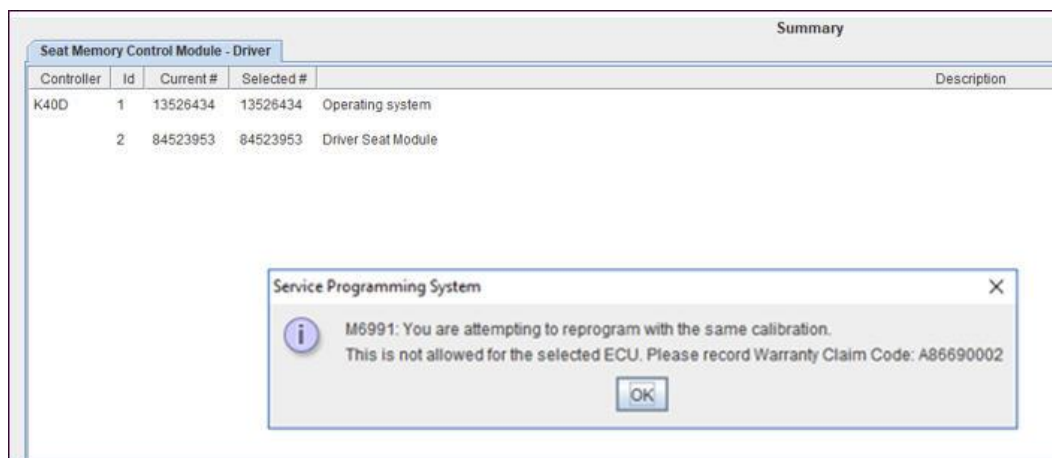 Summary
Seat Memory Control Module - Driver
Controller Id Current # Selected # Description
K40D 1 13526434 13526434 Operating system
2 84523953 84523953 Driver Seat Module
Service Programming System
M6991: You are attempting to reprogram with the same calibration.
This is not allowed for the selected ECU. Please record Warranty Claim Code: A86690002
OK